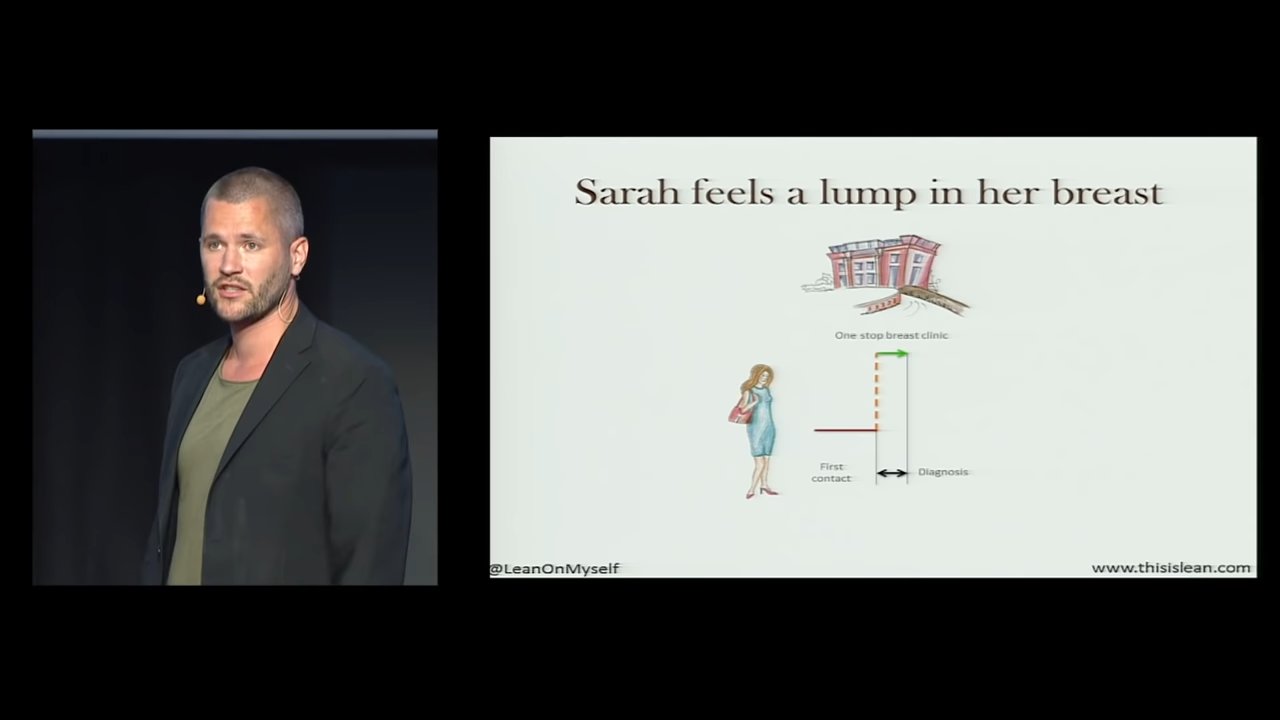 Sarah feels a lump in her breast
One stop breast clinic
First
contact
Diagnosis
@LeanOnMyself
www.thisislean.com